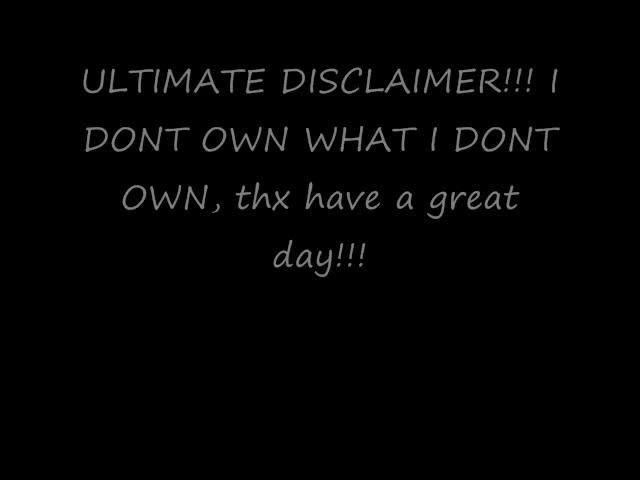 ULTIMATE DISCLAIMER!!! I
DONT OWN WHAT I DONT
OWN, thx have a great
day!!!